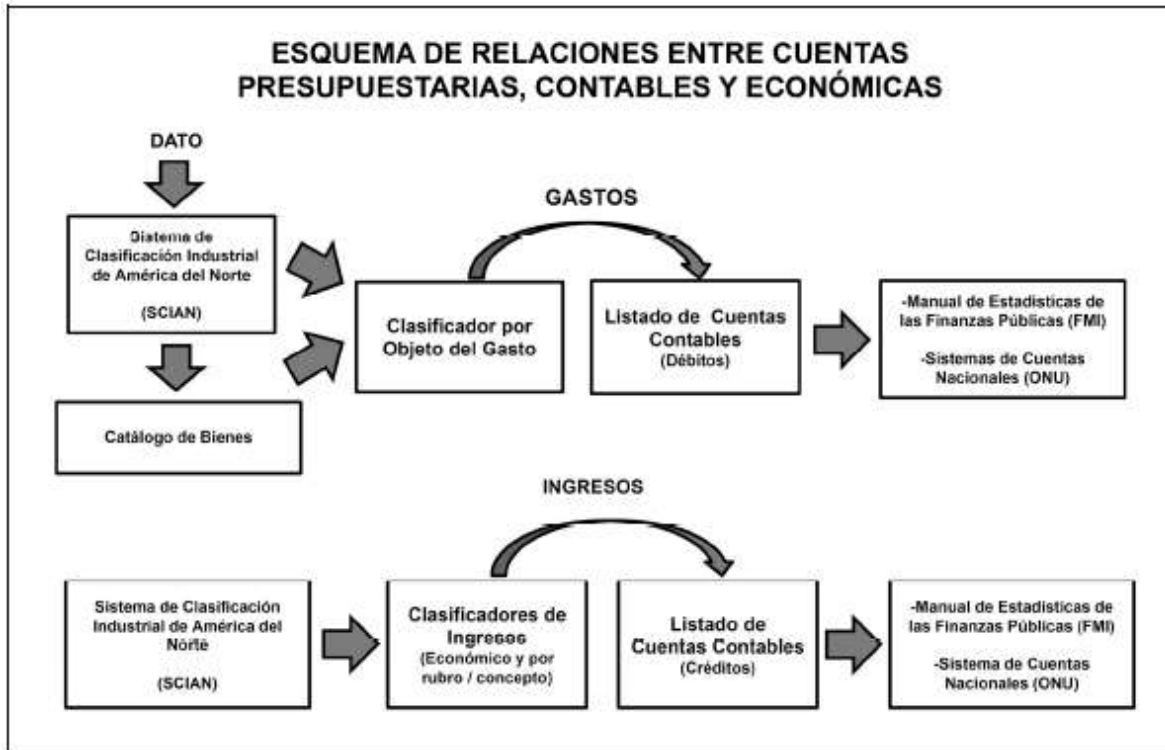 ESQUEMA DE RELACIONES ENTRE CUENTAS
PRESUPUESTARIAS, CONTABLES Y ECONÓMICAS
DATO
Sistema de
Clasificación Industrial
de América del Norte
(SCIAN)
Catálogo de Bienes
GASTOS
Clasificador por
Objeto del Gasto
Listado de Cuentas
Contables
(Débitos)
-Manual de Estadísticas de
las Finanzas Públicas (FMI)
-Sistemas de Cuentas
Nacionales (ONU)
INGRESOS
Sistema de Clasificación
Industrial de América del
Norte
(SCIAN)
Clasificadores de
Ingresos
(Económico y por
rubro / concepto)
Listado de
Cuentas Contables
(Créditos)
-Manual de Estadísticas de
las Finanzas Públicas (FMI)
-Sistema de Cuentas
Nacionales (ONU)